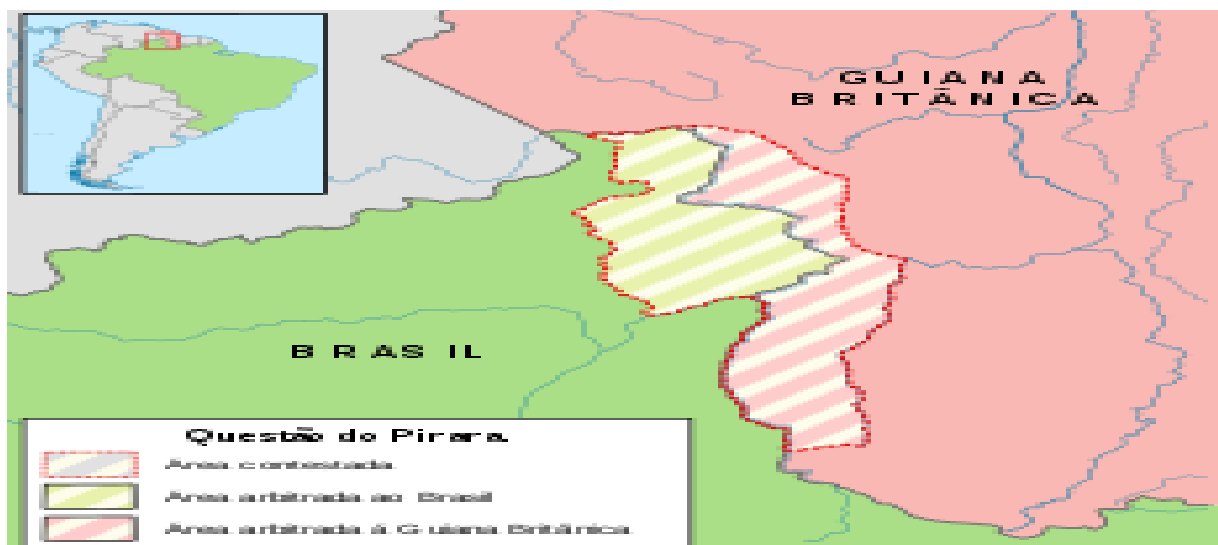 GUIANA
BRITÂNICA
BRASIL
Questão do Pirara
Área contestada
Área arbitrada ao Brasil
Área arbitrada à Guiana Britânica